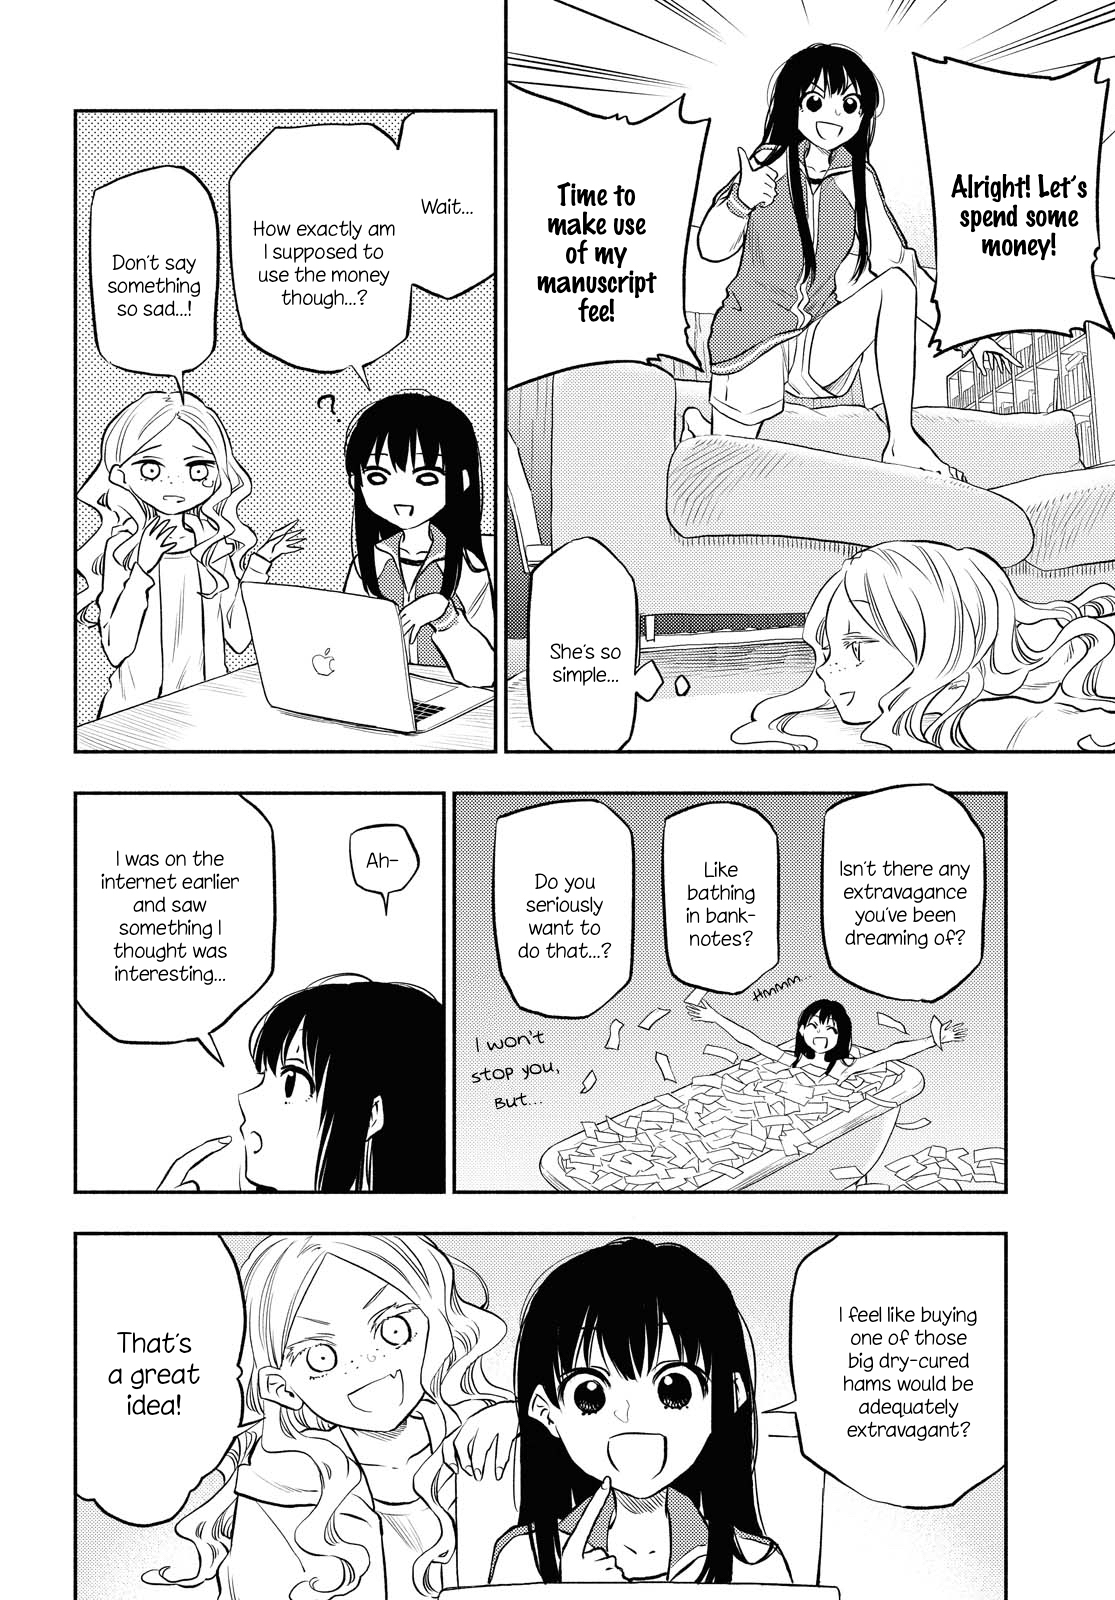 Alright! Let's
spend some
money!
Time to
make use
of my
manuscript
fee!
She's so
simple...
Wait...
How exactly am
I supposed to
use the money
though...?
?
Don't say
something
so sad...!
Isn't there any
extravagance
you've been
dreaming of?
Like
bathing
in bank-
notes?
Hmmm...
Do you
seriously
want to
do that...?
I won't
stop you,
But...
Ah-
I was on the
internet earlier
and saw
something I
thought was
interesting...
I feel like buying
one of those
big dry-cured
hams would be
adequately
extravagant?
That's
a great
idea!